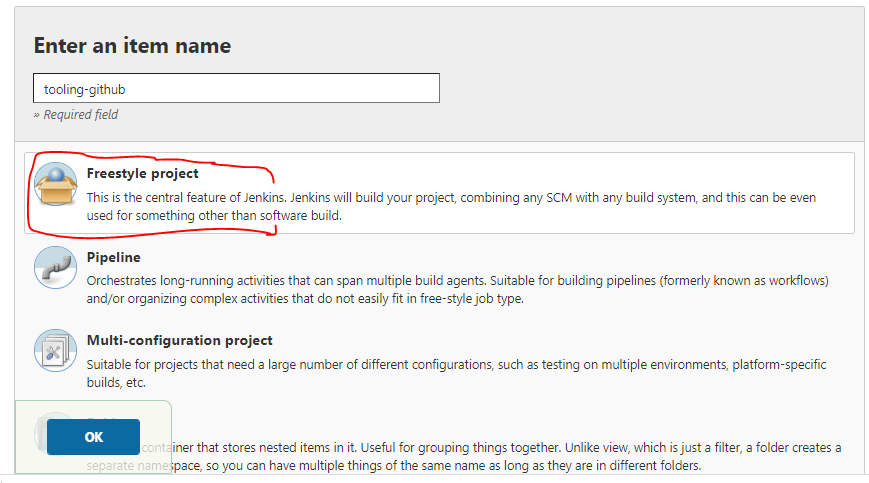 Enter an item name
tooling-github
» Required field
Freestyle project
This is the central feature of Jenkins. Jenkins will build your project, combining any SCM with any build system, and this can be even
used for something other than software build.
Pipeline
Orchestrates long-running activities that can span multiple build agents. Suitable for building pipelines (formerly known as workflows)
and/or organizing complex activities that do not easily fit in free-style job type.
Multi-configuration project
Suitable for projects that need a large number of different configurations, such as testing on multiple environments, platform-specific
builds, etc.
OK
container that stores nested items in it. Useful for grouping things together. Unlike view, which is just a filter, a folder creates a
separate namespace, so you can have multiple things of the same name as long as they are in different folders.